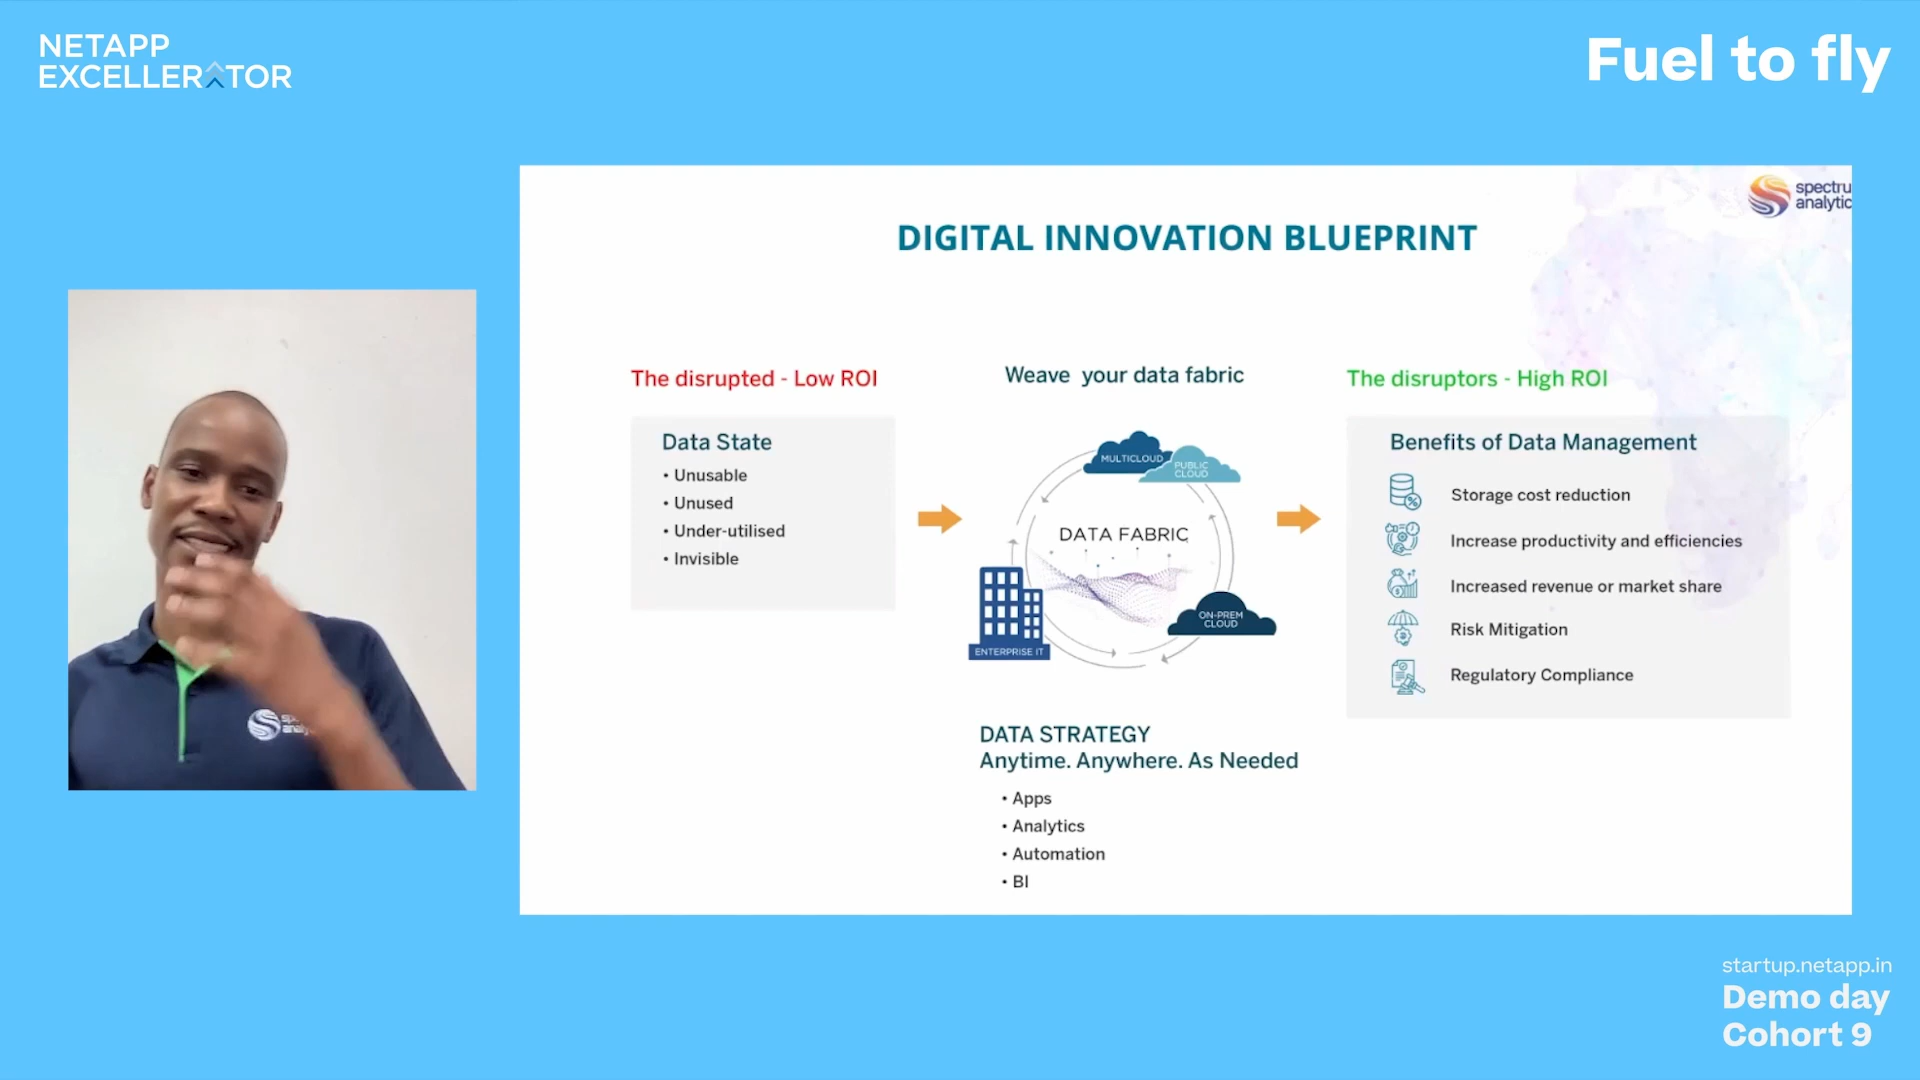 NETAPP
EXCELLERATOR
Fuel to fly
spectru
analytic
DIGITAL INNOVATION BLUEPRINT
The disrupted - Low ROI
Data State
• Unusable
• Unused
• Under-utilised
• Invisible
Weave your data fabric
MULTICLOUD
PUBLIC
CLOUD
DATA FABRIC
ON-PREM
CLOUD
ENTERPRISE IT
DATA STRATEGY
Anytime. Anywhere. As Needed
• Apps
• Analytics
• Automation
• BI
The disruptors - High ROI
Benefits of Data Management
Storage cost reduction
Increase productivity and efficiencies
Increased revenue or market share
Risk Mitigation
Regulatory Compliance
startup.netapp.in
Demo day
Cohort 9